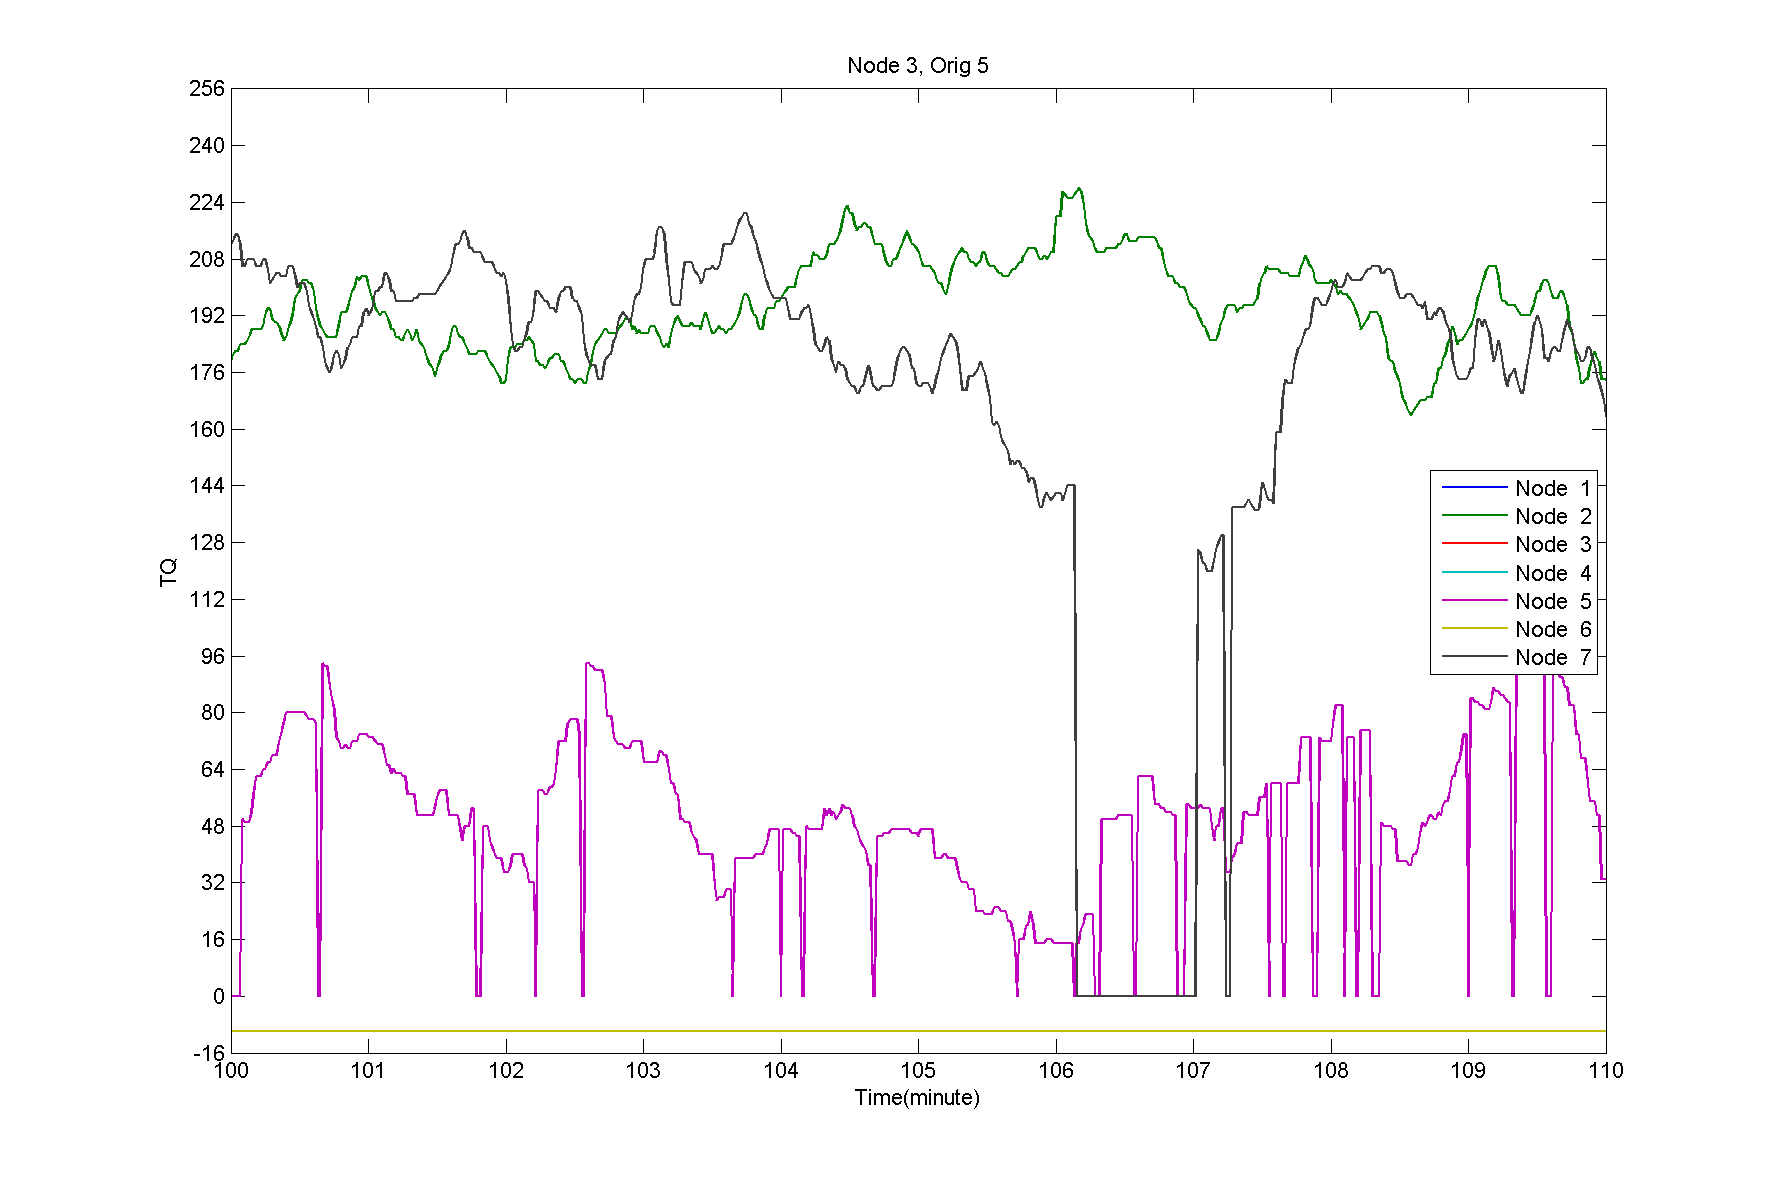 Node 3, Orig 5
256
240
224
208
192
176
160
144
128
112
96
80
64
48
32
16
0
-16
TQ
Node 1
Node 2
Node 3
Node 4
Node 5
Node 6
Node 7
100 101 102 103 104 105 106 107 108 109 110
Time(minute)